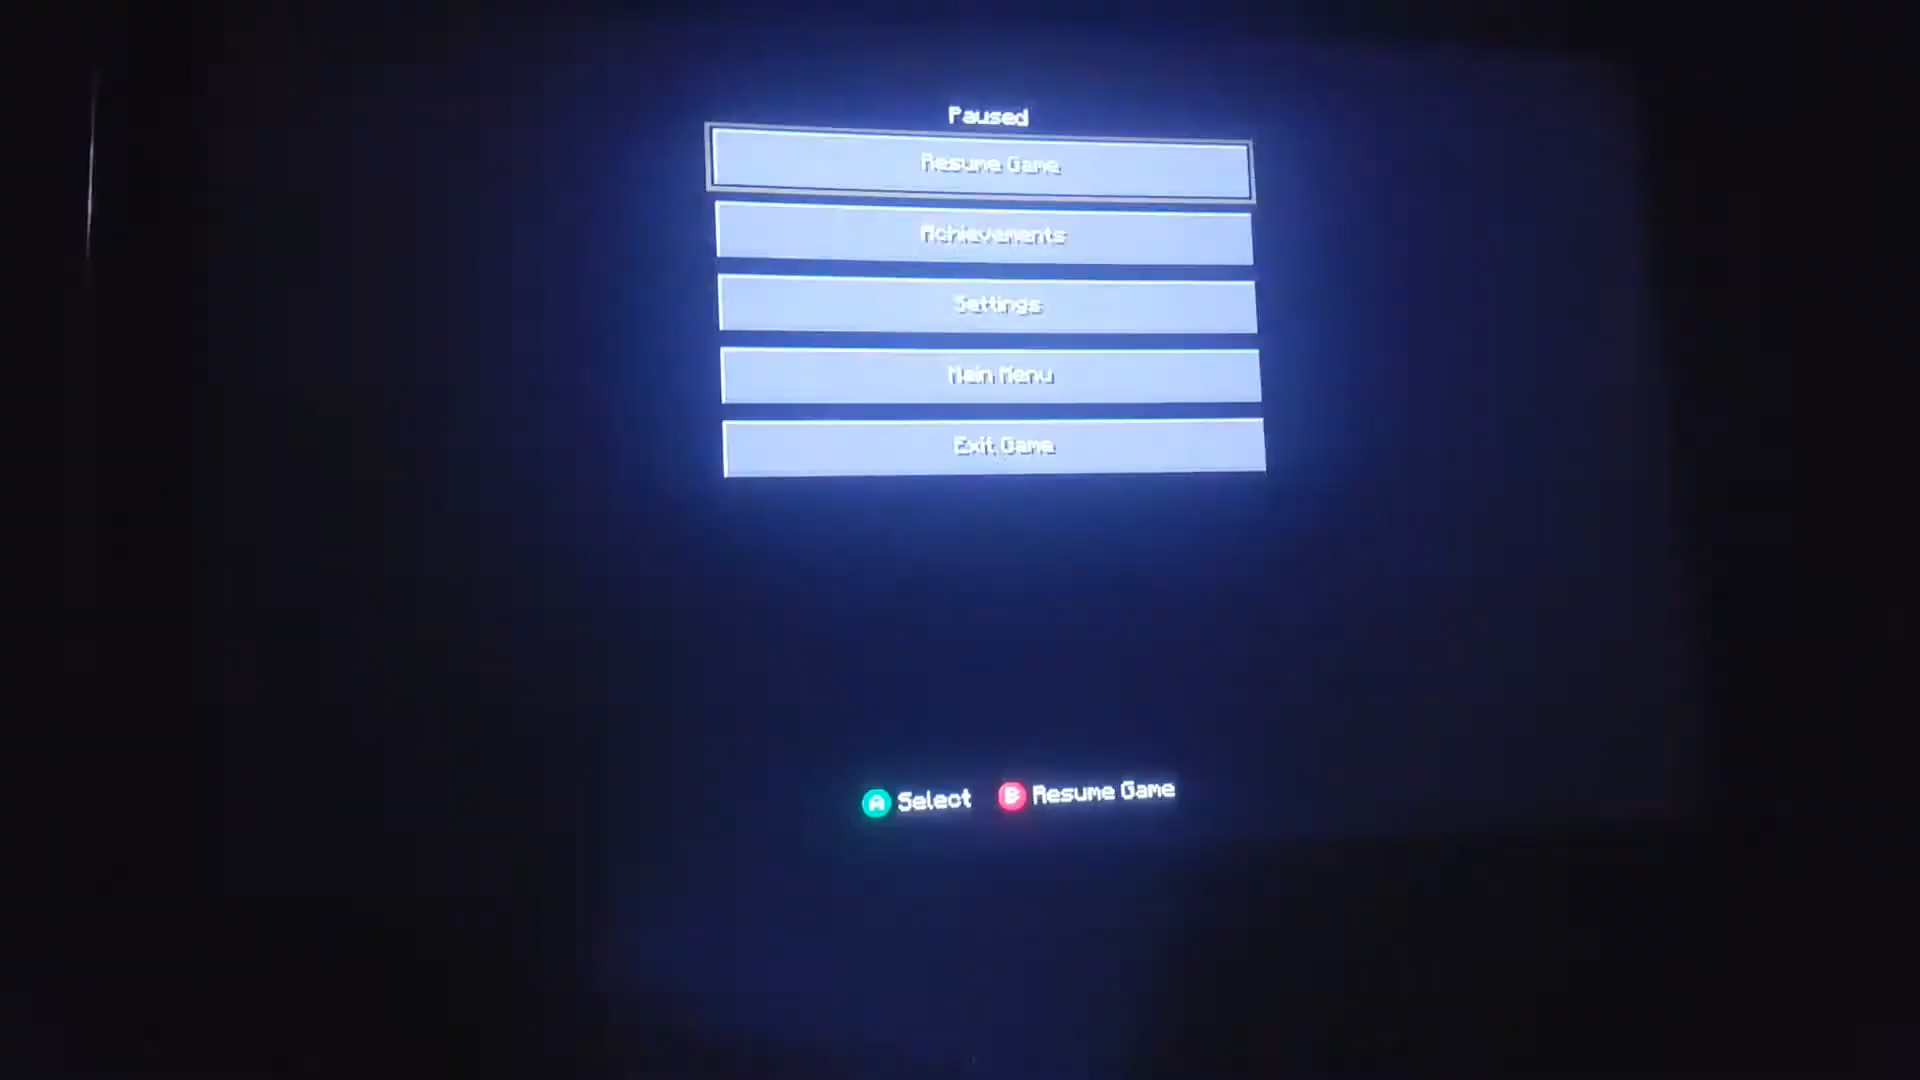 Paused
Resume Game
Achievements
Settings
Main Menu
Exit Game
A Select B Resume Game